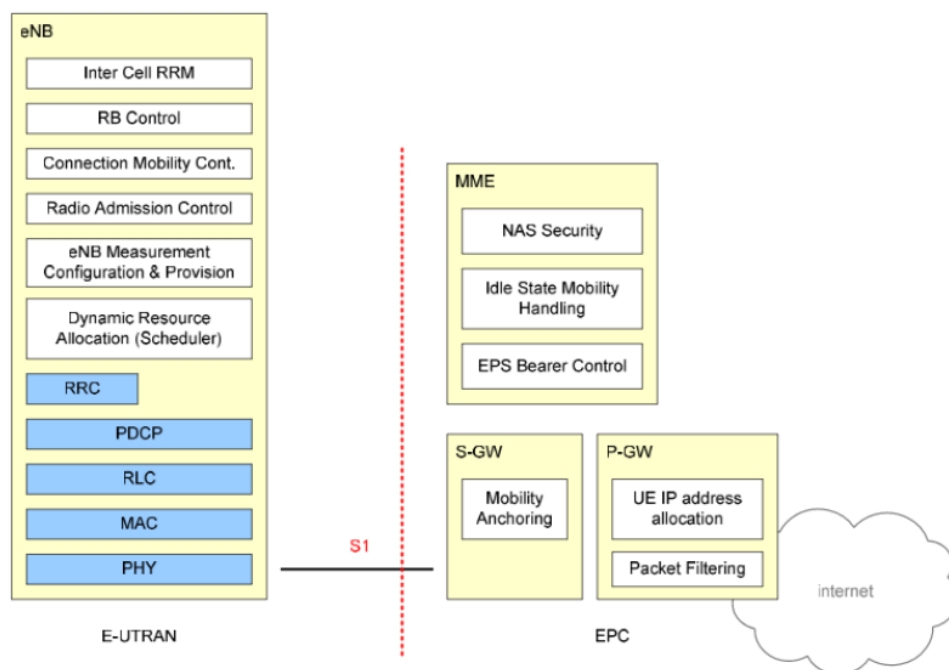 eNB
Inter Cell RRM
RB Control
Connection Mobility Cont.
Radio Admission Control
eNB Measurement
Configuration & Provision
Dynamic Resource
Allocation (Scheduler)
RRC
PDCP
RLC
MAC
PHY
E-UTRAN
S1
MME
NAS Security
Idle State Mobility
Handling
EPS Bearer Control
S-GW
Mobility
Anchoring
P-GW
UE IP address
allocation
Packet Filtering
internet
EPC